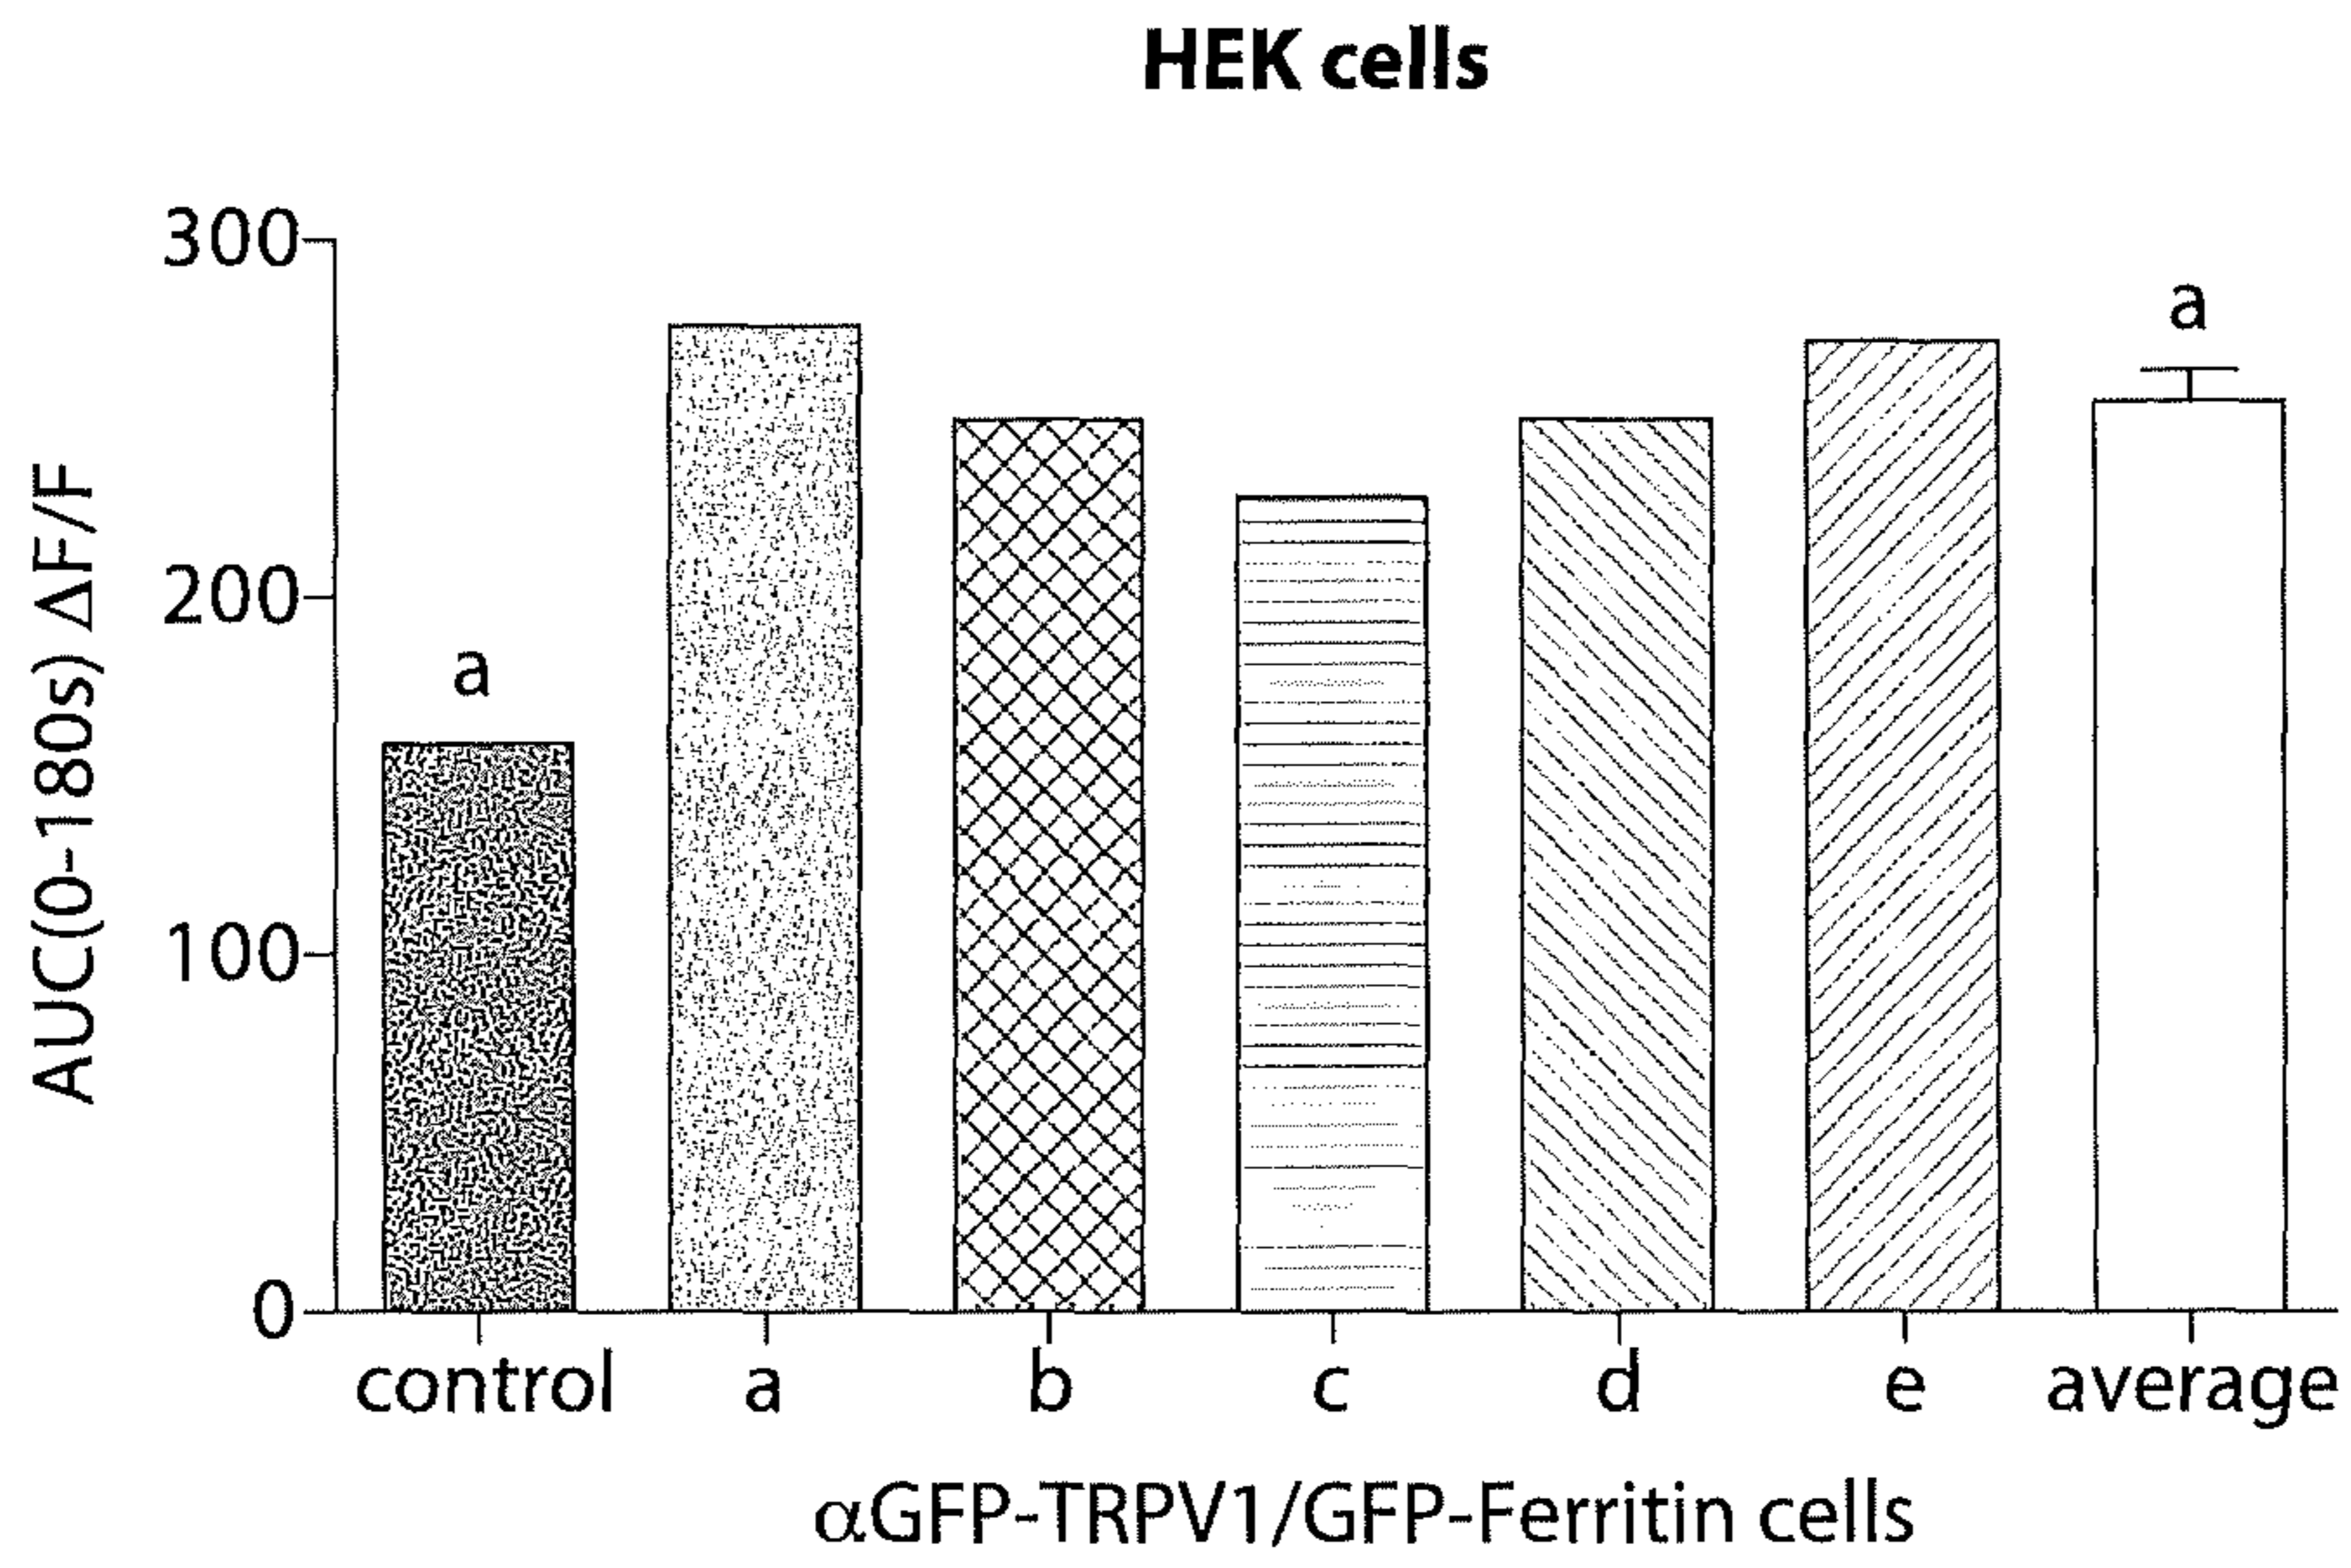 HEK cells
300
200
100
0
AUC(0-180s) ΔF/F
a
a
control a b c d e average
αGFP-TRPV1/GFP-Ferritin cells